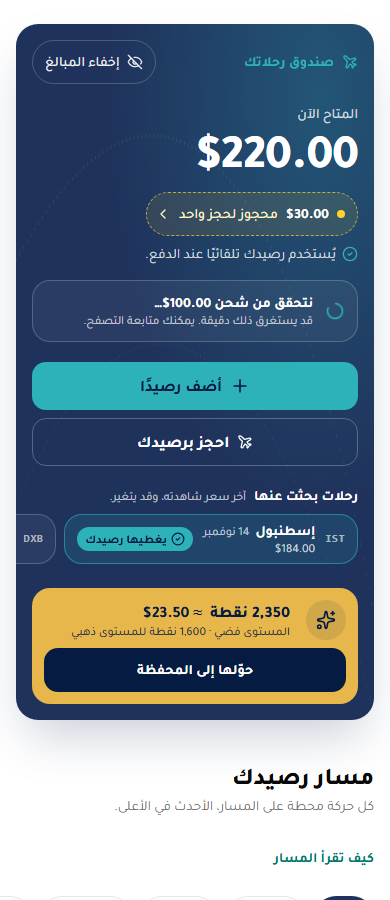 صندوق رحلاتك
إخفاء المبالغ
المتاح الآن
$220.00
$30.00 محجوز لحجز واحد
يُستخدم رصيدك تلقائيًا عند الدفع.
نتحقق من شحن $100.00…
قد يستغرق ذلك دقيقة. يمكنك متابعة التصفح.
أضف رصيدًا
احجز برصيدك
رحلات بحثت عنها آخر سعر شاهدته، وقد يتغير.
IST إسطنبول 14 نوفمبر
$184.00
يغطيها رصيدك
DXB
2,350 نقطة ≈ $23.50
المستوى فضي · 1,600 نقطة للمستوى ذهبي
حوّلها إلى المحفظة
مسار رصيدك
كل حركة محطة على المسار، الأحدث في الأعلى.
كيف تقرأ المسار